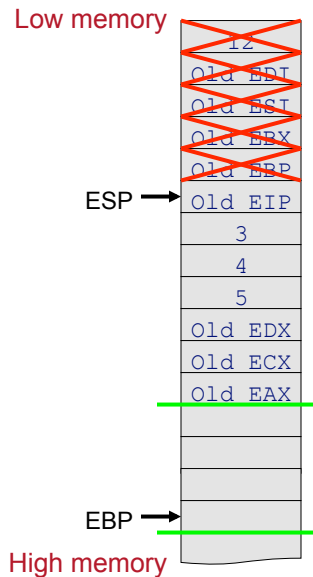 Low memory
12
Old EDI
Old ESI
Old EBX
Old EBP
ESP
Old EIP
3
4
5
Old EDX
Old ECX
Old EAX
EBP
High memory